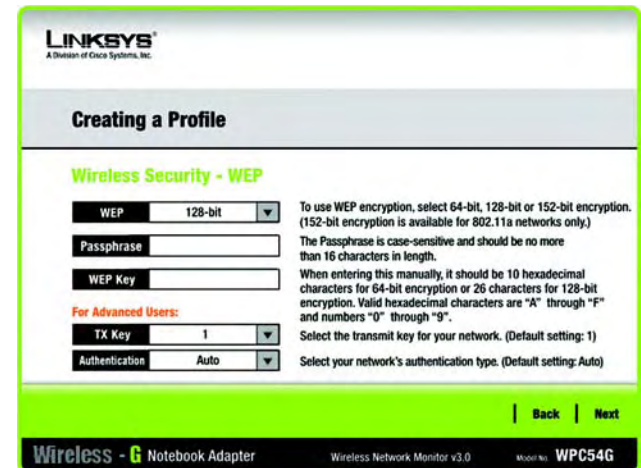 LINKSYS®
A Division of Cisco Systems, Inc.
Creating a Profile
Wireless Security - WEP
WEP 128-bit
To use WEP encryption, select 64-bit, 128-bit or 152-bit encryption.
(152-bit encryption is available for 802.11a networks only.)
Passphrase
The Passphrase is case-sensitive and should be no more
than 16 characters in length.
WEP Key
When entering this manually, it should be 10 hexadecimal
characters for 64-bit encryption or 26 characters for 128-bit
encryption. Valid hexadecimal characters are "A" through "F"
and numbers "0" through "9".
For Advanced Users:
TX Key 1
Select the transmit key for your network. (Default setting: 1)
Authentication Auto
Select your network's authentication type. (Default setting: Auto)
Back Next
Wireless - G Notebook Adapter Wireless Network Monitor v3.0 Model No. WPC54G